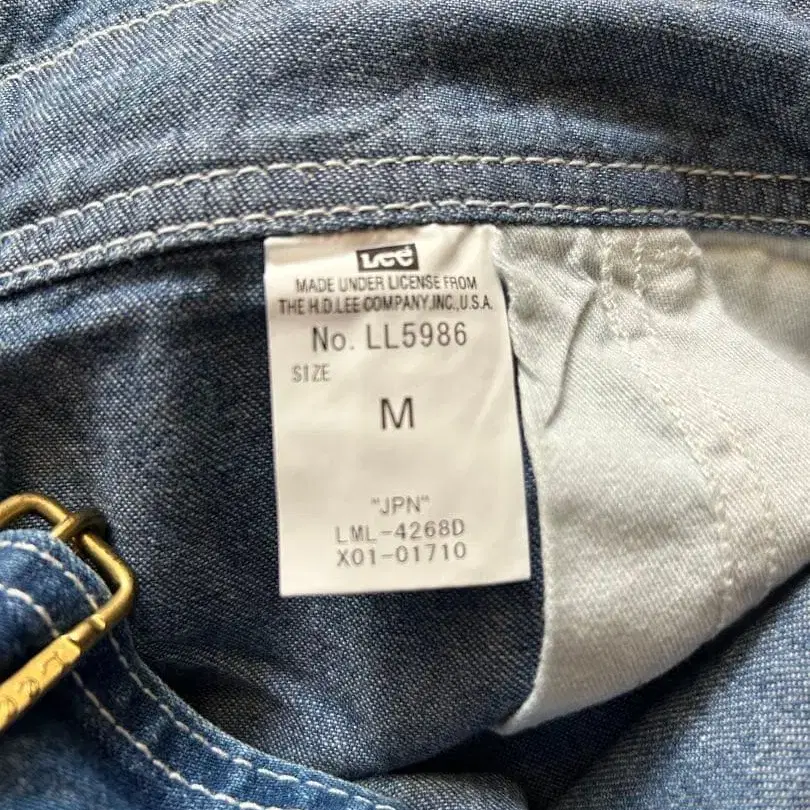 Lee
MADE UNDER LICENSE FROM
THE H.D.LEE COMPANY,INC.,U.S.A.
No. LL5986
SIZE
M
"JPN"
LML-4268D
X01-01710